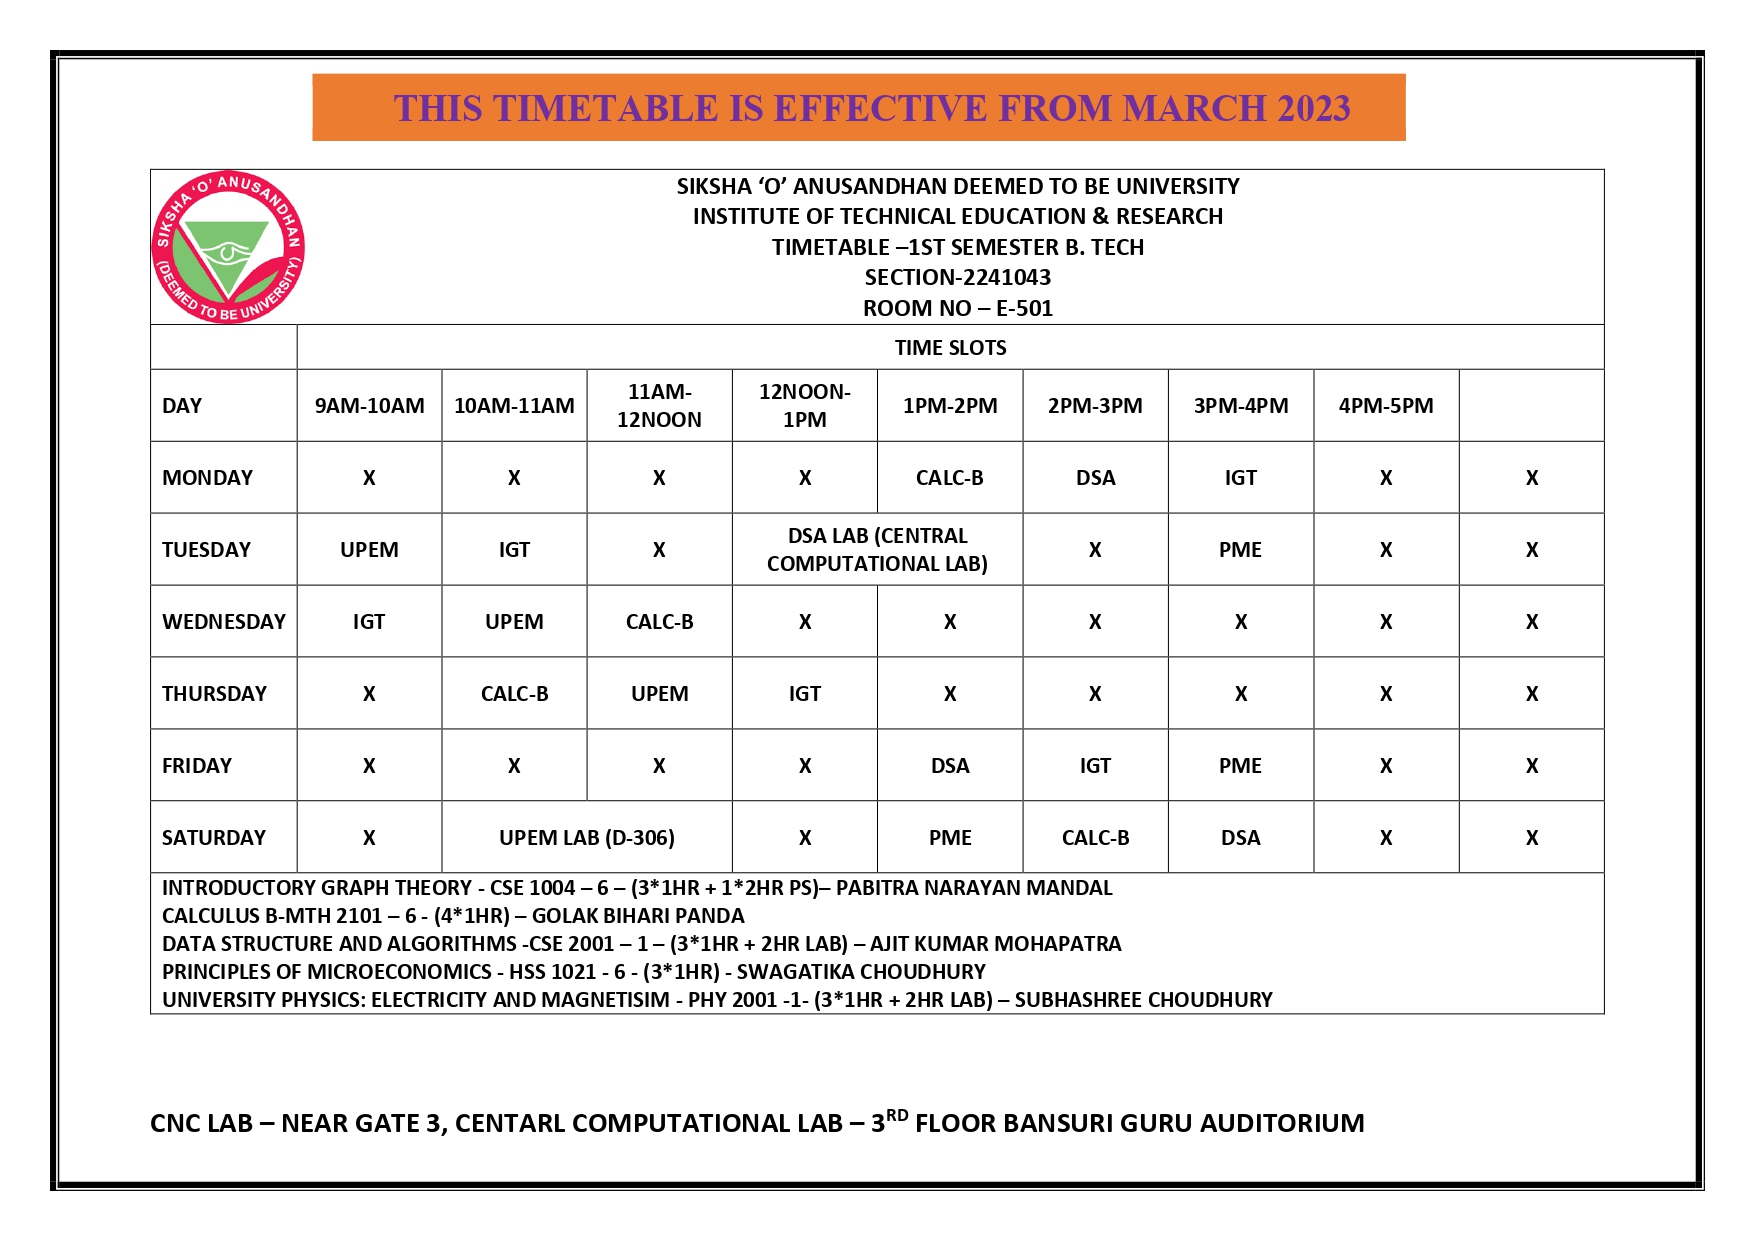 THIS TIMETABLE IS EFFECTIVE FROM MARCH 2023
SIKSHA 'O' ANUSANDHAN
(DEEMED TO BE UNIVERSITY)
SIKSHA ‘O’ ANUSANDHAN DEEMED TO BE UNIVERSITY
INSTITUTE OF TECHNICAL EDUCATION & RESEARCH
TIMETABLE –1ST SEMESTER B. TECH
SECTION-2241043
ROOM NO – E-501
TIME SLOTS
DAY 9AM-10AM 10AM-11AM 11AM-12NOON 12NOON-1PM 1PM-2PM 2PM-3PM 3PM-4PM 4PM-5PM
MONDAY X X X X CALC-B DSA IGT X X
TUESDAY UPEM IGT X DSA LAB (CENTRAL COMPUTATIONAL LAB) X PME X X
WEDNESDAY IGT UPEM CALC-B X X X X X X
THURSDAY X CALC-B UPEM IGT X X X X X
FRIDAY X X X X DSA IGT PME X X
SATURDAY X UPEM LAB (D-306) X PME CALC-B DSA X X
INTRODUCTORY GRAPH THEORY - CSE 1004 – 6 – (3*1HR + 1*2HR PS)– PABITRA NARAYAN MANDAL
CALCULUS B-MTH 2101 – 6 - (4*1HR) – GOLAK BIHARI PANDA
DATA STRUCTURE AND ALGORITHMS -CSE 2001 – 1 – (3*1HR + 2HR LAB) – AJIT KUMAR MOHAPATRA
PRINCIPLES OF MICROECONOMICS - HSS 1021 - 6 - (3*1HR) - SWAGATIKA CHOUDHURY
UNIVERSITY PHYSICS: ELECTRICITY AND MAGNETISIM - PHY 2001 -1- (3*1HR + 2HR LAB) – SUBHASHREE CHOUDHURY
CNC LAB – NEAR GATE 3, CENTARL COMPUTATIONAL LAB – 3RD FLOOR BANSURI GURU AUDITORIUM